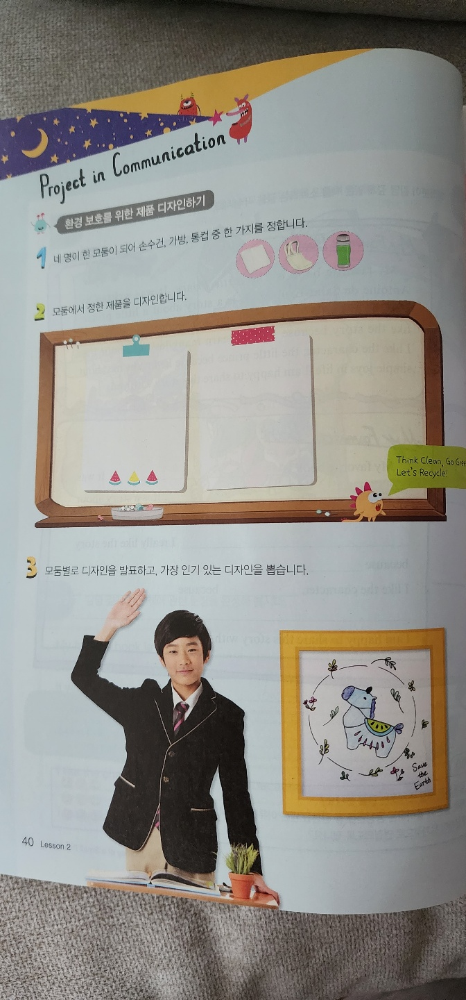 Project in Communication
환경 보호를 위한 제품 디자인하기
1 네 명이 한 모둠이 되어 손수건, 가방, 통컵 중 한 가지를 정합니다.
2 모둠에서 정한 제품을 디자인합니다.
Think Clean, Go Gree
Let's Recycle!
3 모둠별로 디자인을 발표하고, 가장 인기 있는 디자인을 뽑습니다.
Save
the
Earth
40 Lesson 2